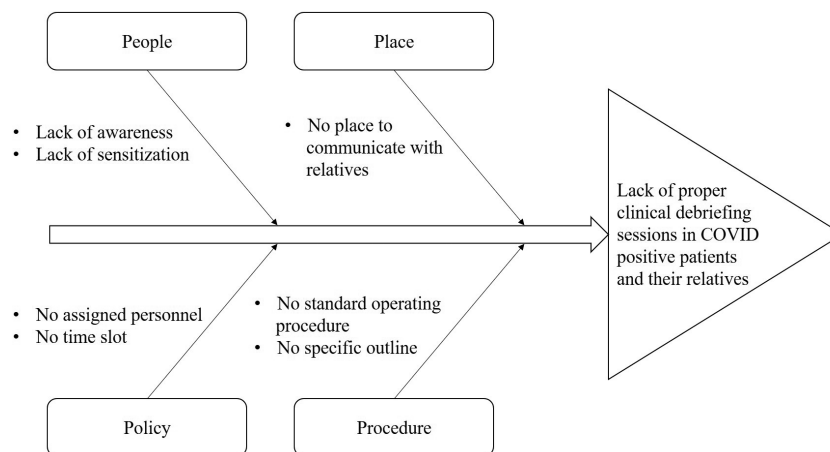 People
Place
• Lack of awareness
• Lack of sensitization
• No place to
communicate with
relatives
Lack of proper
clinical debriefing
sessions in COVID
positive patients
and their relatives
• No assigned personnel
• No time slot
• No standard operating
procedure
• No specific outline
Policy
Procedure